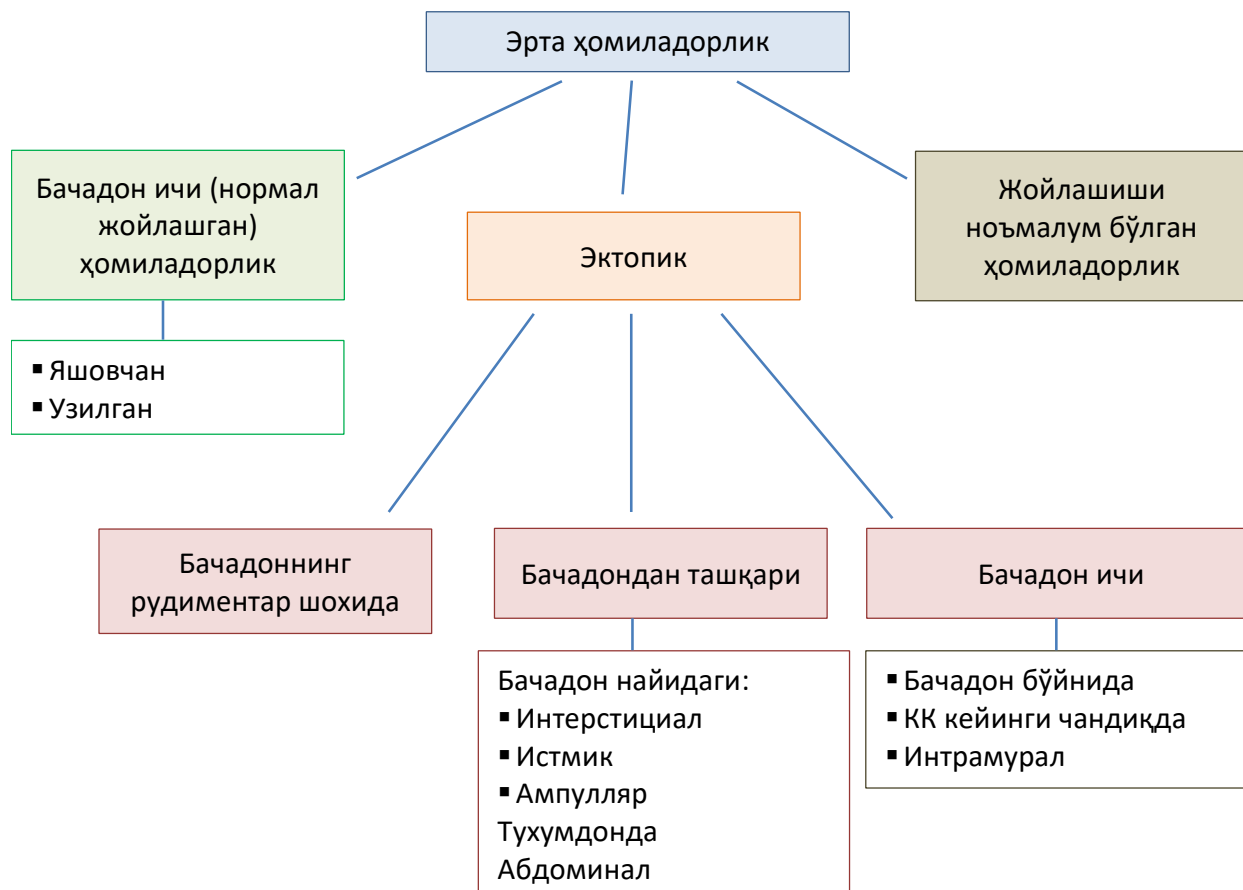 Эрта ҳомиладорлик
Бачадон ичи (нормал
жойлашган)
ҳомиладорлик
Эктопик
Жойлашиши
ноъмалум бўлган
ҳомиладорлик
▪ Яшовчан
▪ Узилган
Бачадоннинг
рудиментар шохида
Бачадондан ташқари
Бачадон ичи
Бачадон найидаги:
▪ Интерстициал
▪ Истмик
▪ Ампулляр
Тухумдонда
Абдоминал
▪ Бачадон бўйнида
▪ КК кейинги чандиқда
▪ Интрамурал